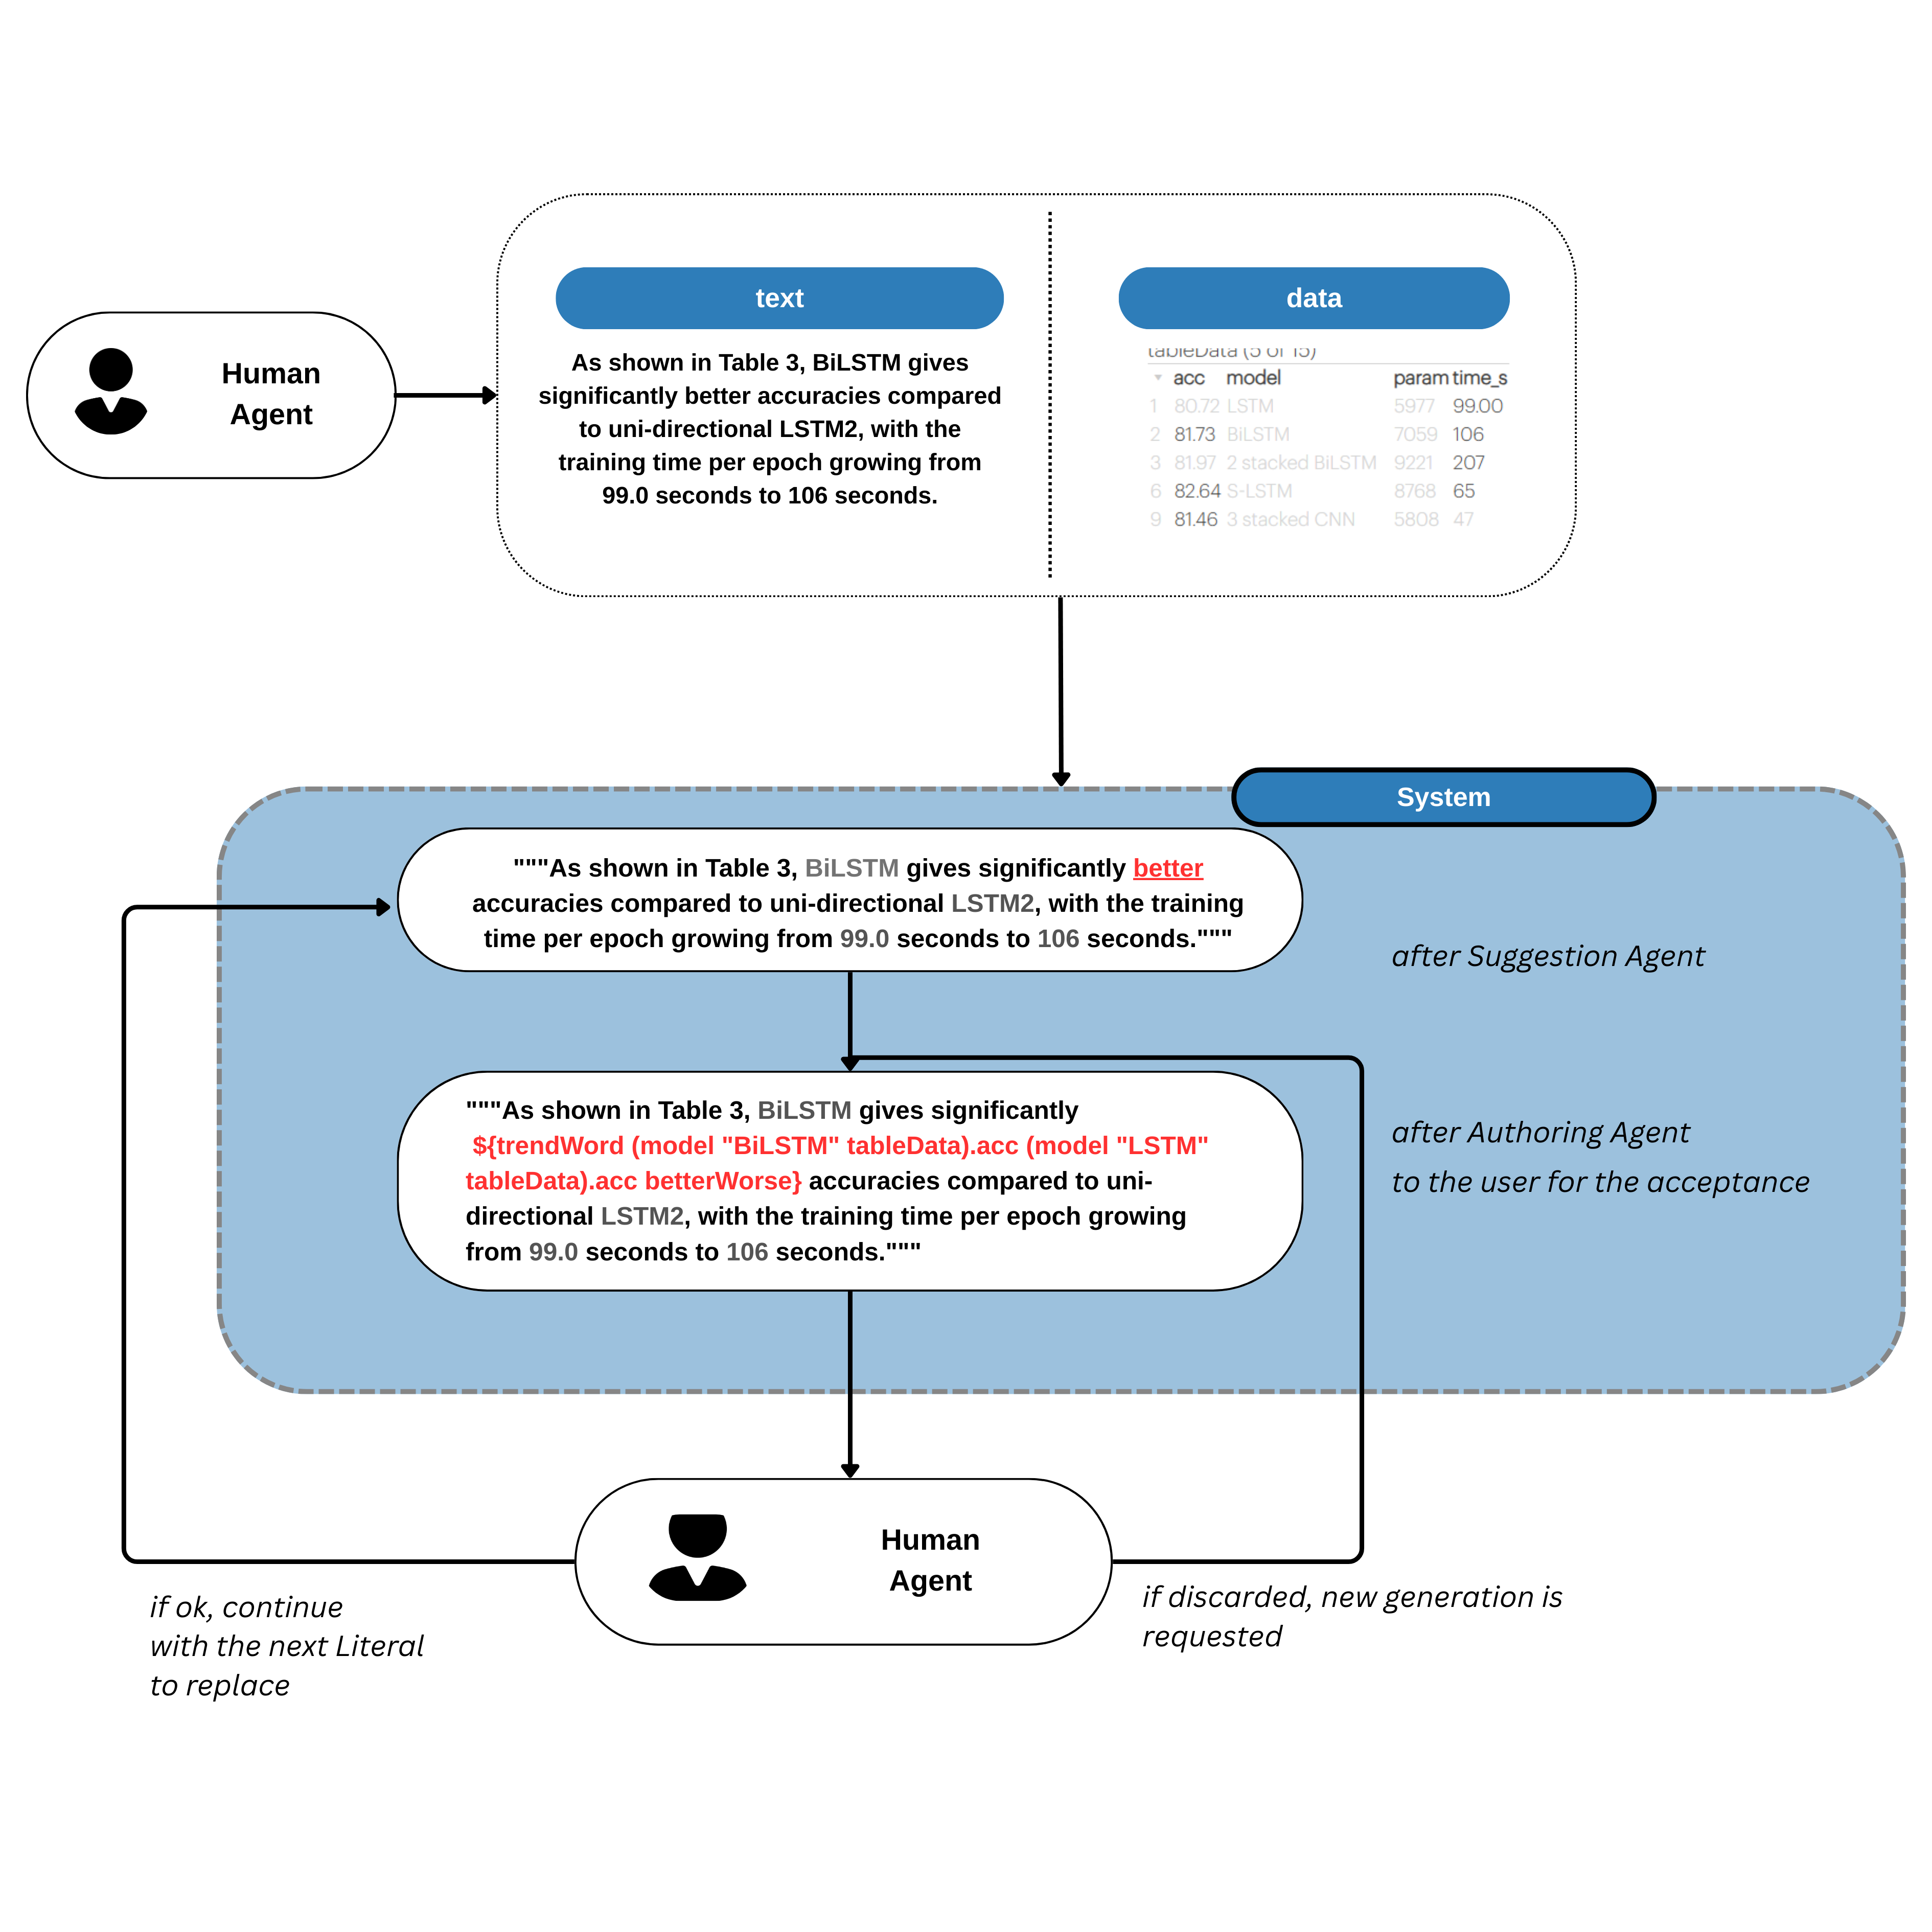 Human
Agent
text
As shown in Table 3, BiLSTM gives
significantly better accuracies compared
to uni-directional LSTM2, with the
training time per epoch growing from
99.0 seconds to 106 seconds.
data
tableData (5 of 15)
acc model param time_s
1 80.72 LSTM 5977 99.00
2 81.73 BiLSTM 7059 106
3 81.97 2 stacked BiLSTM 9221 207
6 82.64 S-LSTM 8768 65
9 81.46 3 stacked CNN 5808 47
System
"""As shown in Table 3, BiLSTM gives significantly better
accuracies compared to uni-directional LSTM2, with the training
time per epoch growing from 99.0 seconds to 106 seconds."""
after Suggestion Agent
"""As shown in Table 3, BiLSTM gives significantly
${trendWord (model "BiLSTM" tableData).acc (model "LSTM"
tableData).acc betterWorse} accuracies compared to uni-
directional LSTM2, with the training time per epoch growing
from 99.0 seconds to 106 seconds."""
after Authoring Agent
to the user for the acceptance
Human
Agent
if ok, continue
with the next Literal
to replace
if discarded, new generation is
requested